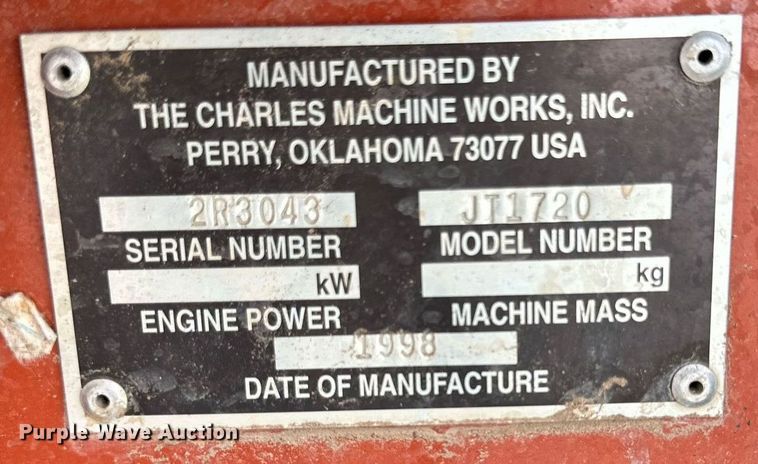 MANUFACTURED BY
THE CHARLES MACHINE WORKS, INC.
PERRY, OKLAHOMA 73077 USA
2R3043 JT1720
SERIAL NUMBER MODEL NUMBER
kW kg
ENGINE POWER MACHINE MASS
1998
DATE OF MANUFACTURE
Purple Wave Auction